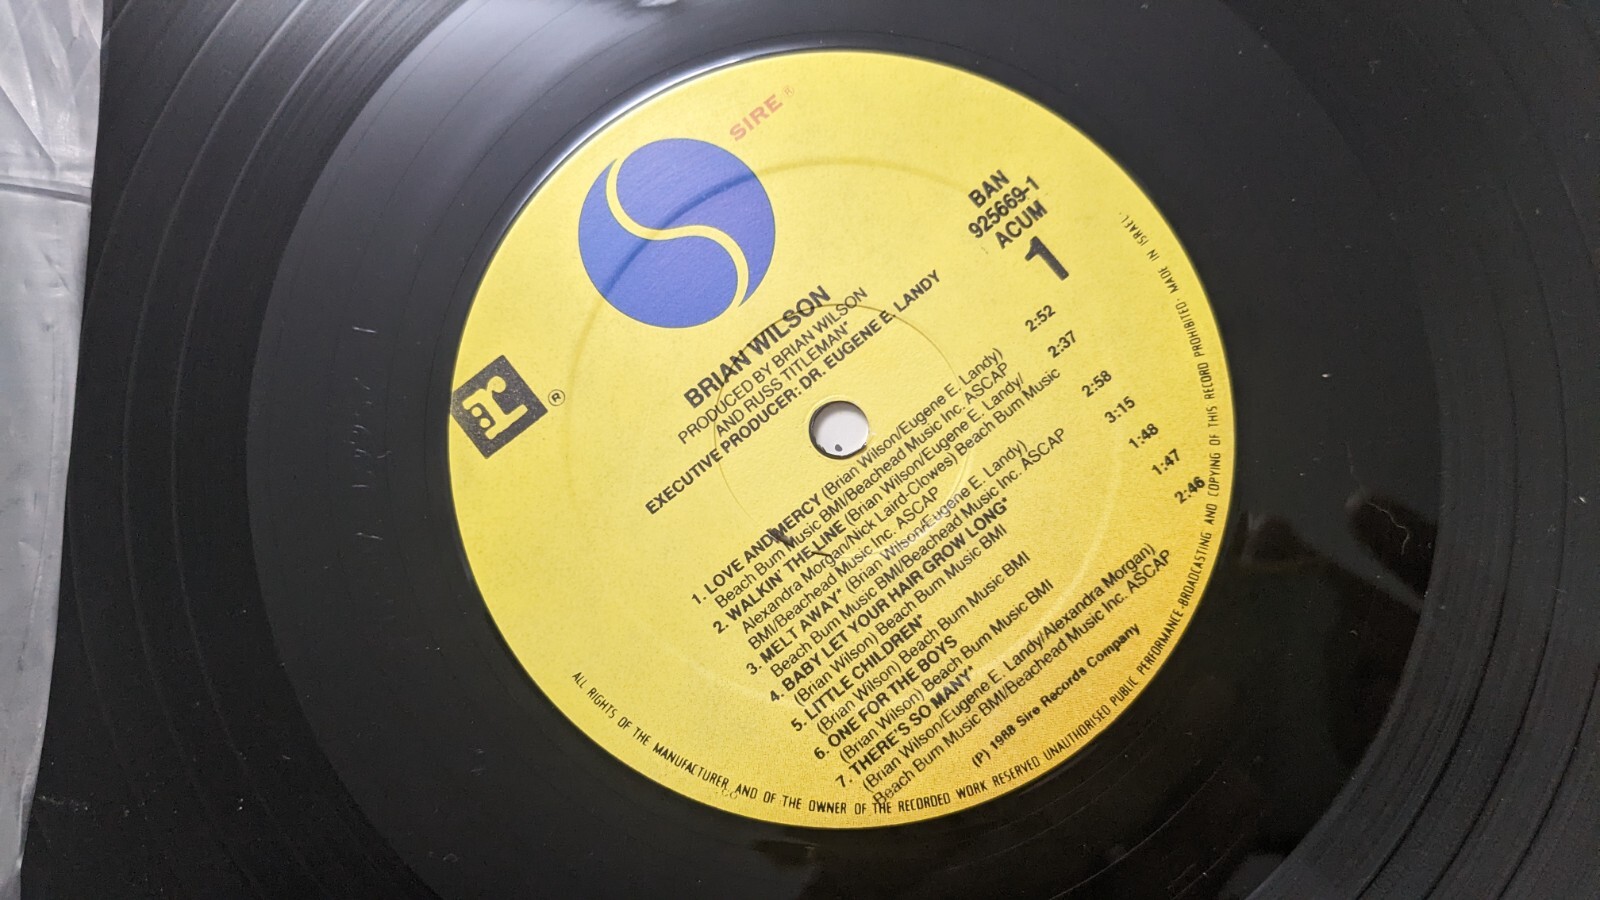 SIRE®
BAN
925669-1
ACUM
1
r ®
BRIAN WILSON
PRODUCED BY BRIAN WILSON
AND RUSS TITLEMAN*
EXECUTIVE PRODUCER: DR. EUGENE E. LANDY
1. LOVE AND MERCY (Brian Wilson/Eugene E. Landy) 2:52
Beach Bum Music BMI/Beachead Music Inc. ASCAP
2. WALKIN' THE LINE (Brian Wilson/Eugene E. Landy/ 2:37
Alexandra Morgan/Nick Laird-Clowes) Beach Bum Music
BMI/Beachead Music Inc. ASCAP
3. MELT AWAY* (Brian Wilson/Eugene E. Landy) 2:58
Beach Bum Music BMI/Beachead Music Inc. ASCAP
4. BABY LET YOUR HAIR GROW LONG* 3:15
(Brian Wilson) Beach Bum Music BMI
5. LITTLE CHILDREN* 1:48
(Brian Wilson) Beach Bum Music BMI
6. ONE FOR THE BOYS 1:47
(Brian Wilson) Beach Bum Music BMI
7. THERE'S SO MANY* 2:46
(Brian Wilson/Eugene E. Landy/Alexandra Morgan)
Beach Bum Music BMI/Beachead Music Inc. ASCAP
(P) 1988 Sire Records Company
ALL RIGHTS OF THE MANUFACTURER AND OF THE OWNER OF THE RECORDED WORK RESERVED UNAUTHORISED PUBLIC PERFORMANCE-BROADCASTING AND COPYING OF THIS RECORD PROHIBITED. MADE IN ISRAEL.